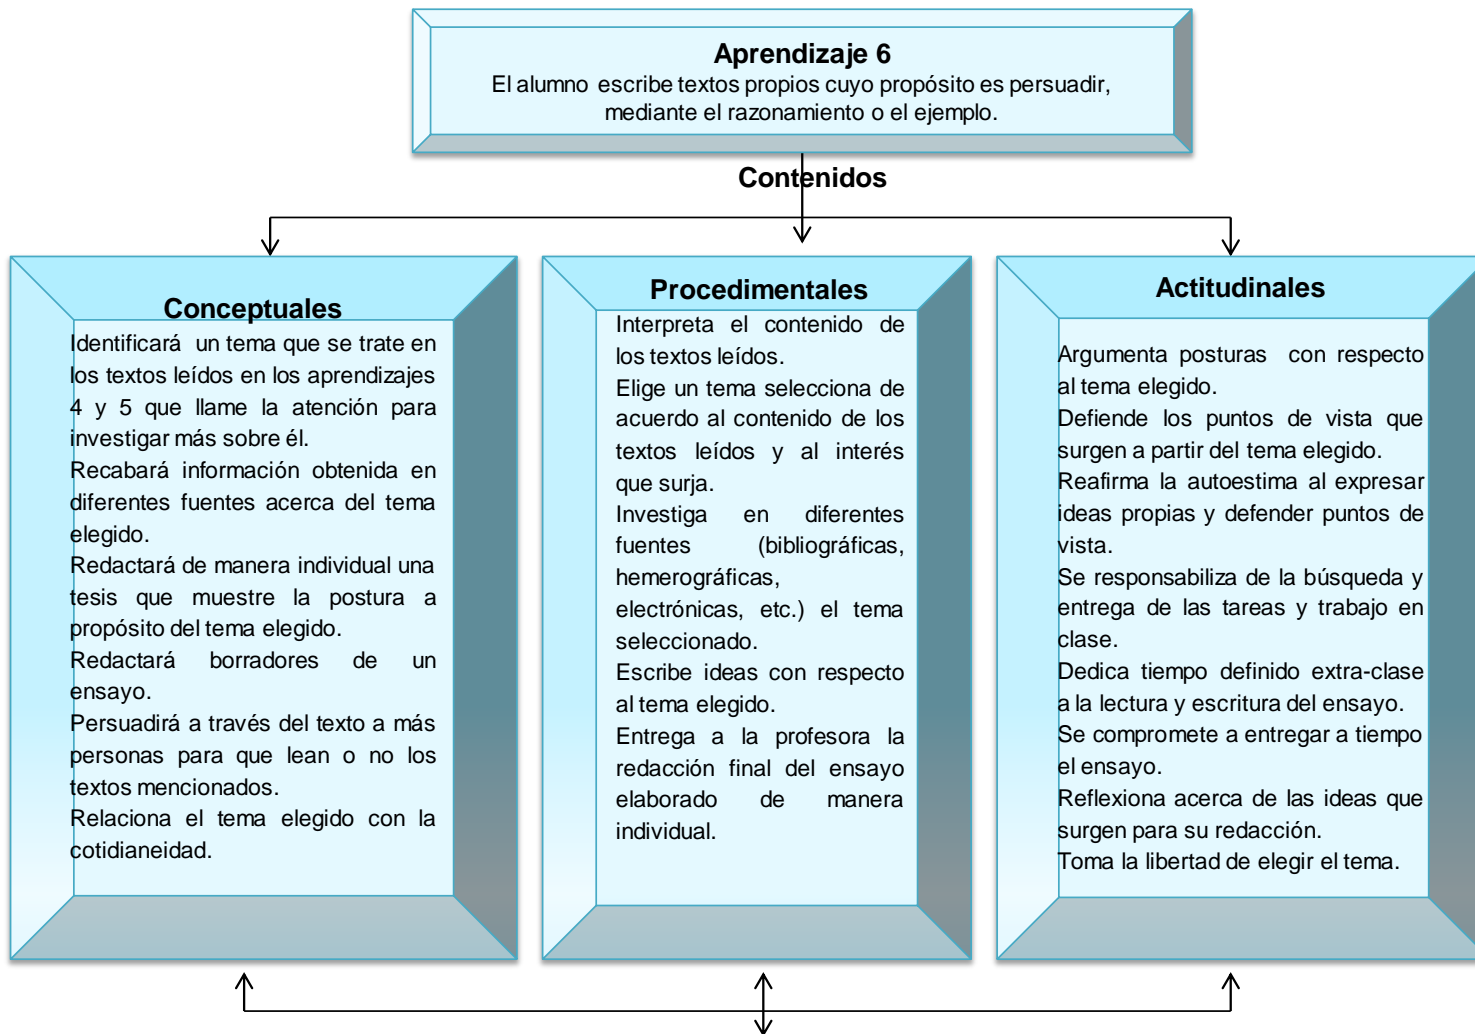 Aprendizaje 6
El alumno escribe textos propios cuyo propósito es persuadir,
mediante el razonamiento o el ejemplo.
Contenidos
Conceptuales
Identificará un tema que se trate en
los textos leídos en los aprendizajes
4 y 5 que llame la atención para
investigar más sobre él.
Recabará información obtenida en
diferentes fuentes acerca del tema
elegido.
Redactará de manera individual una
tesis que muestre la postura a
propósito del tema elegido.
Redactará borradores de un
ensayo.
Persuadirá a través del texto a más
personas para que lean o no los
textos mencionados.
Relaciona el tema elegido con la
cotidianeidad.
Procedimentales
Interpreta el contenido de
los textos leídos.
Elige un tema selecciona de
acuerdo al contenido de los
textos leídos y al interés
que surja.
Investiga en diferentes
fuentes (bibliográficas,
hemerográficas,
electrónicas, etc.) el tema
seleccionado.
Escribe ideas con respecto
al tema elegido.
Entrega a la profesora la
redacción final del ensayo
elaborado de manera
individual.
Actitudinales
Argumenta posturas con respecto
al tema elegido.
Defiende los puntos de vista que
surgen a partir del tema elegido.
Reafirma la autoestima al expresar
ideas propias y defender puntos de
vista.
Se responsabiliza de la búsqueda y
entrega de las tareas y trabajo en
clase.
Dedica tiempo definido extra-clase
a la lectura y escritura del ensayo.
Se compromete a entregar a tiempo
el ensayo.
Reflexiona acerca de las ideas que
surgen para su redacción.
Toma la libertad de elegir el tema.